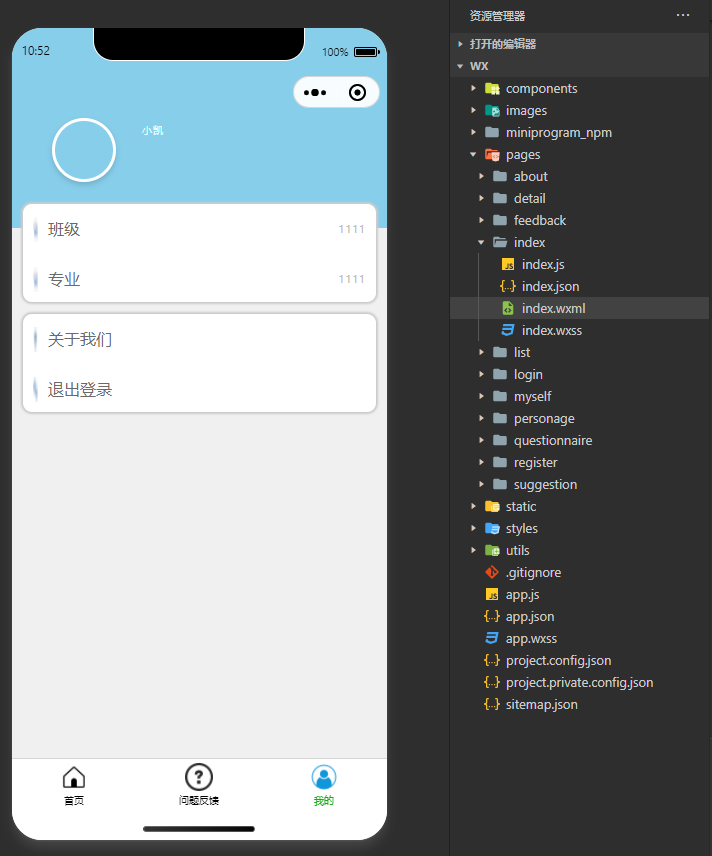 10:52
100%
小凯
班级
1111
专业
1111
关于我们
退出登录
首页
问题反馈
我的
资源管理器
打开的编辑器
WX
components
images
miniprogram_npm
pages
about
detail
feedback
index
index.js
index.json
index.wxml
index.wxss
list
login
myself
personage
questionnaire
register
suggestion
static
styles
utils
.gitignore
app.js
app.json
app.wxss
project.config.json
project.private.config.json
sitemap.json